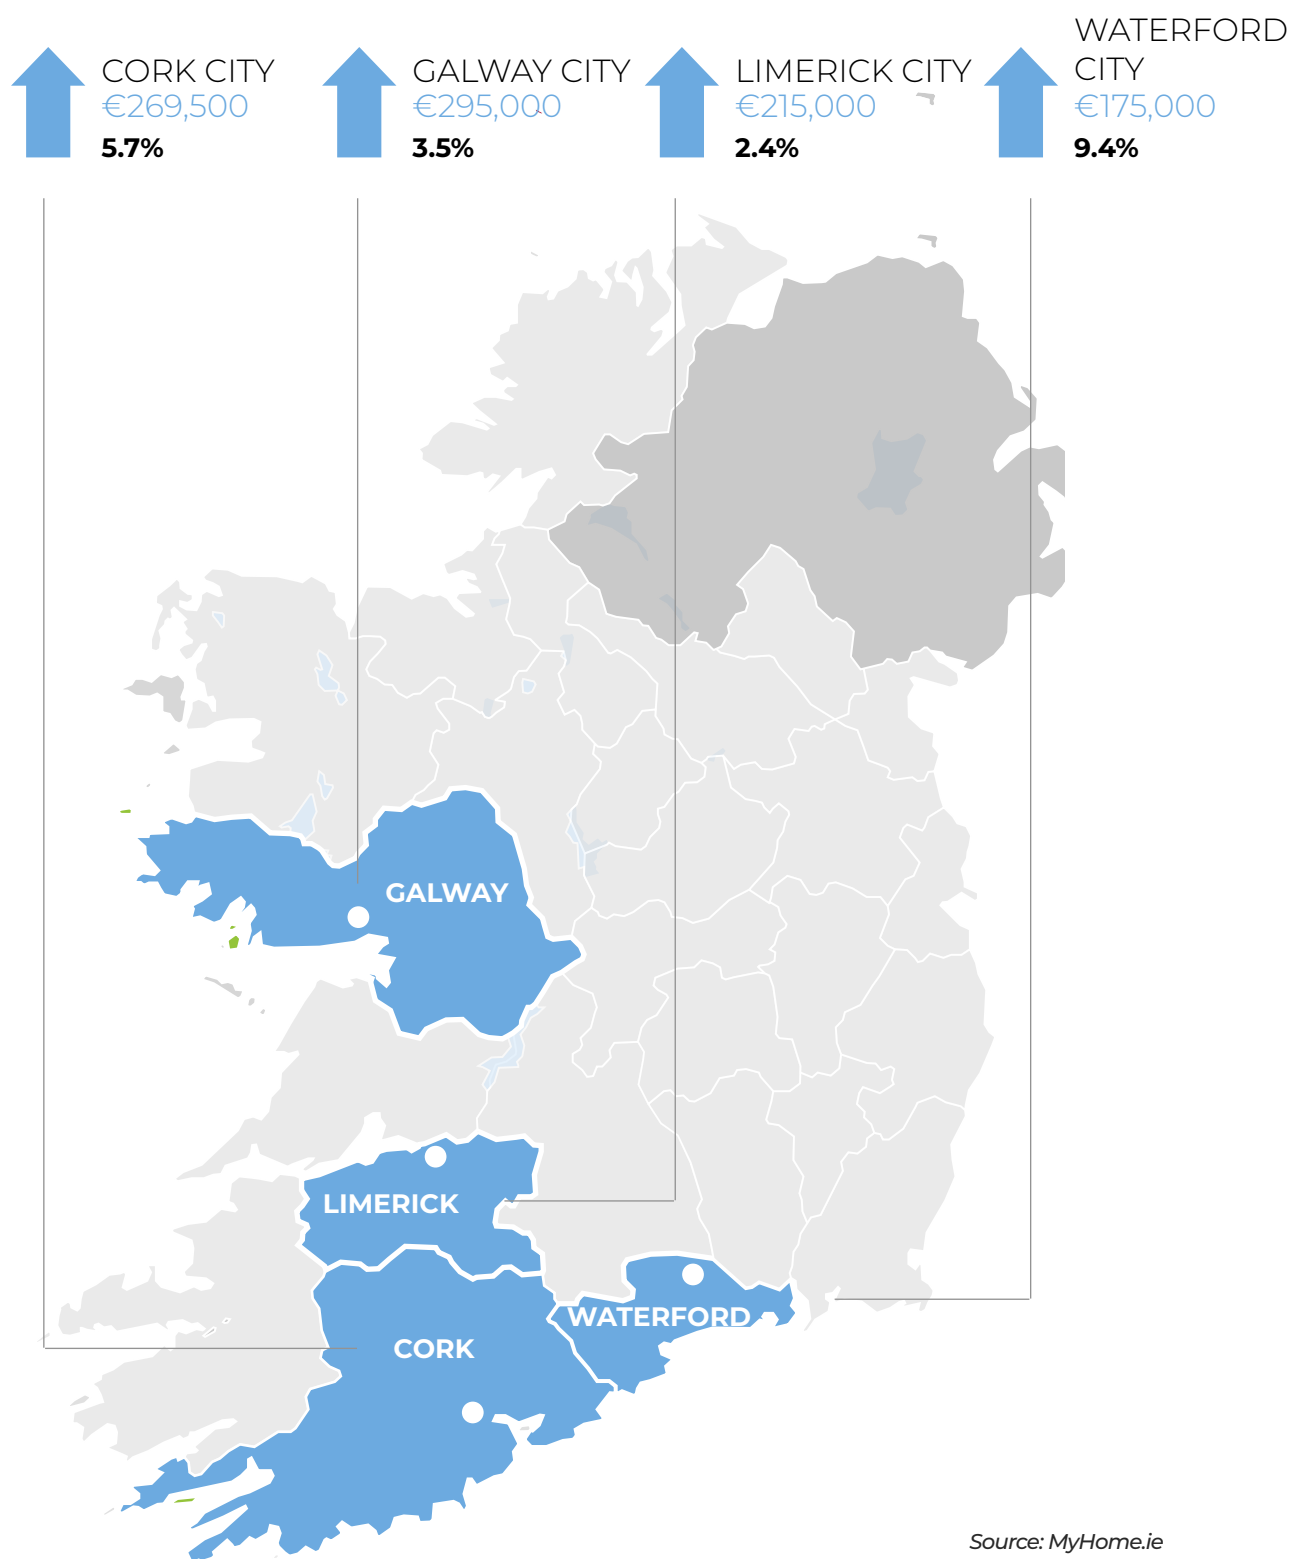 CORK CITY
€269,500
5.7%
GALWAY CITY
€295,000
3.5%
LIMERICK CITY
€215,000
2.4%
WATERFORD
CITY
€175,000
9.4%
GALWAY
LIMERICK
WATERFORD
CORK
Source: MyHome.ie